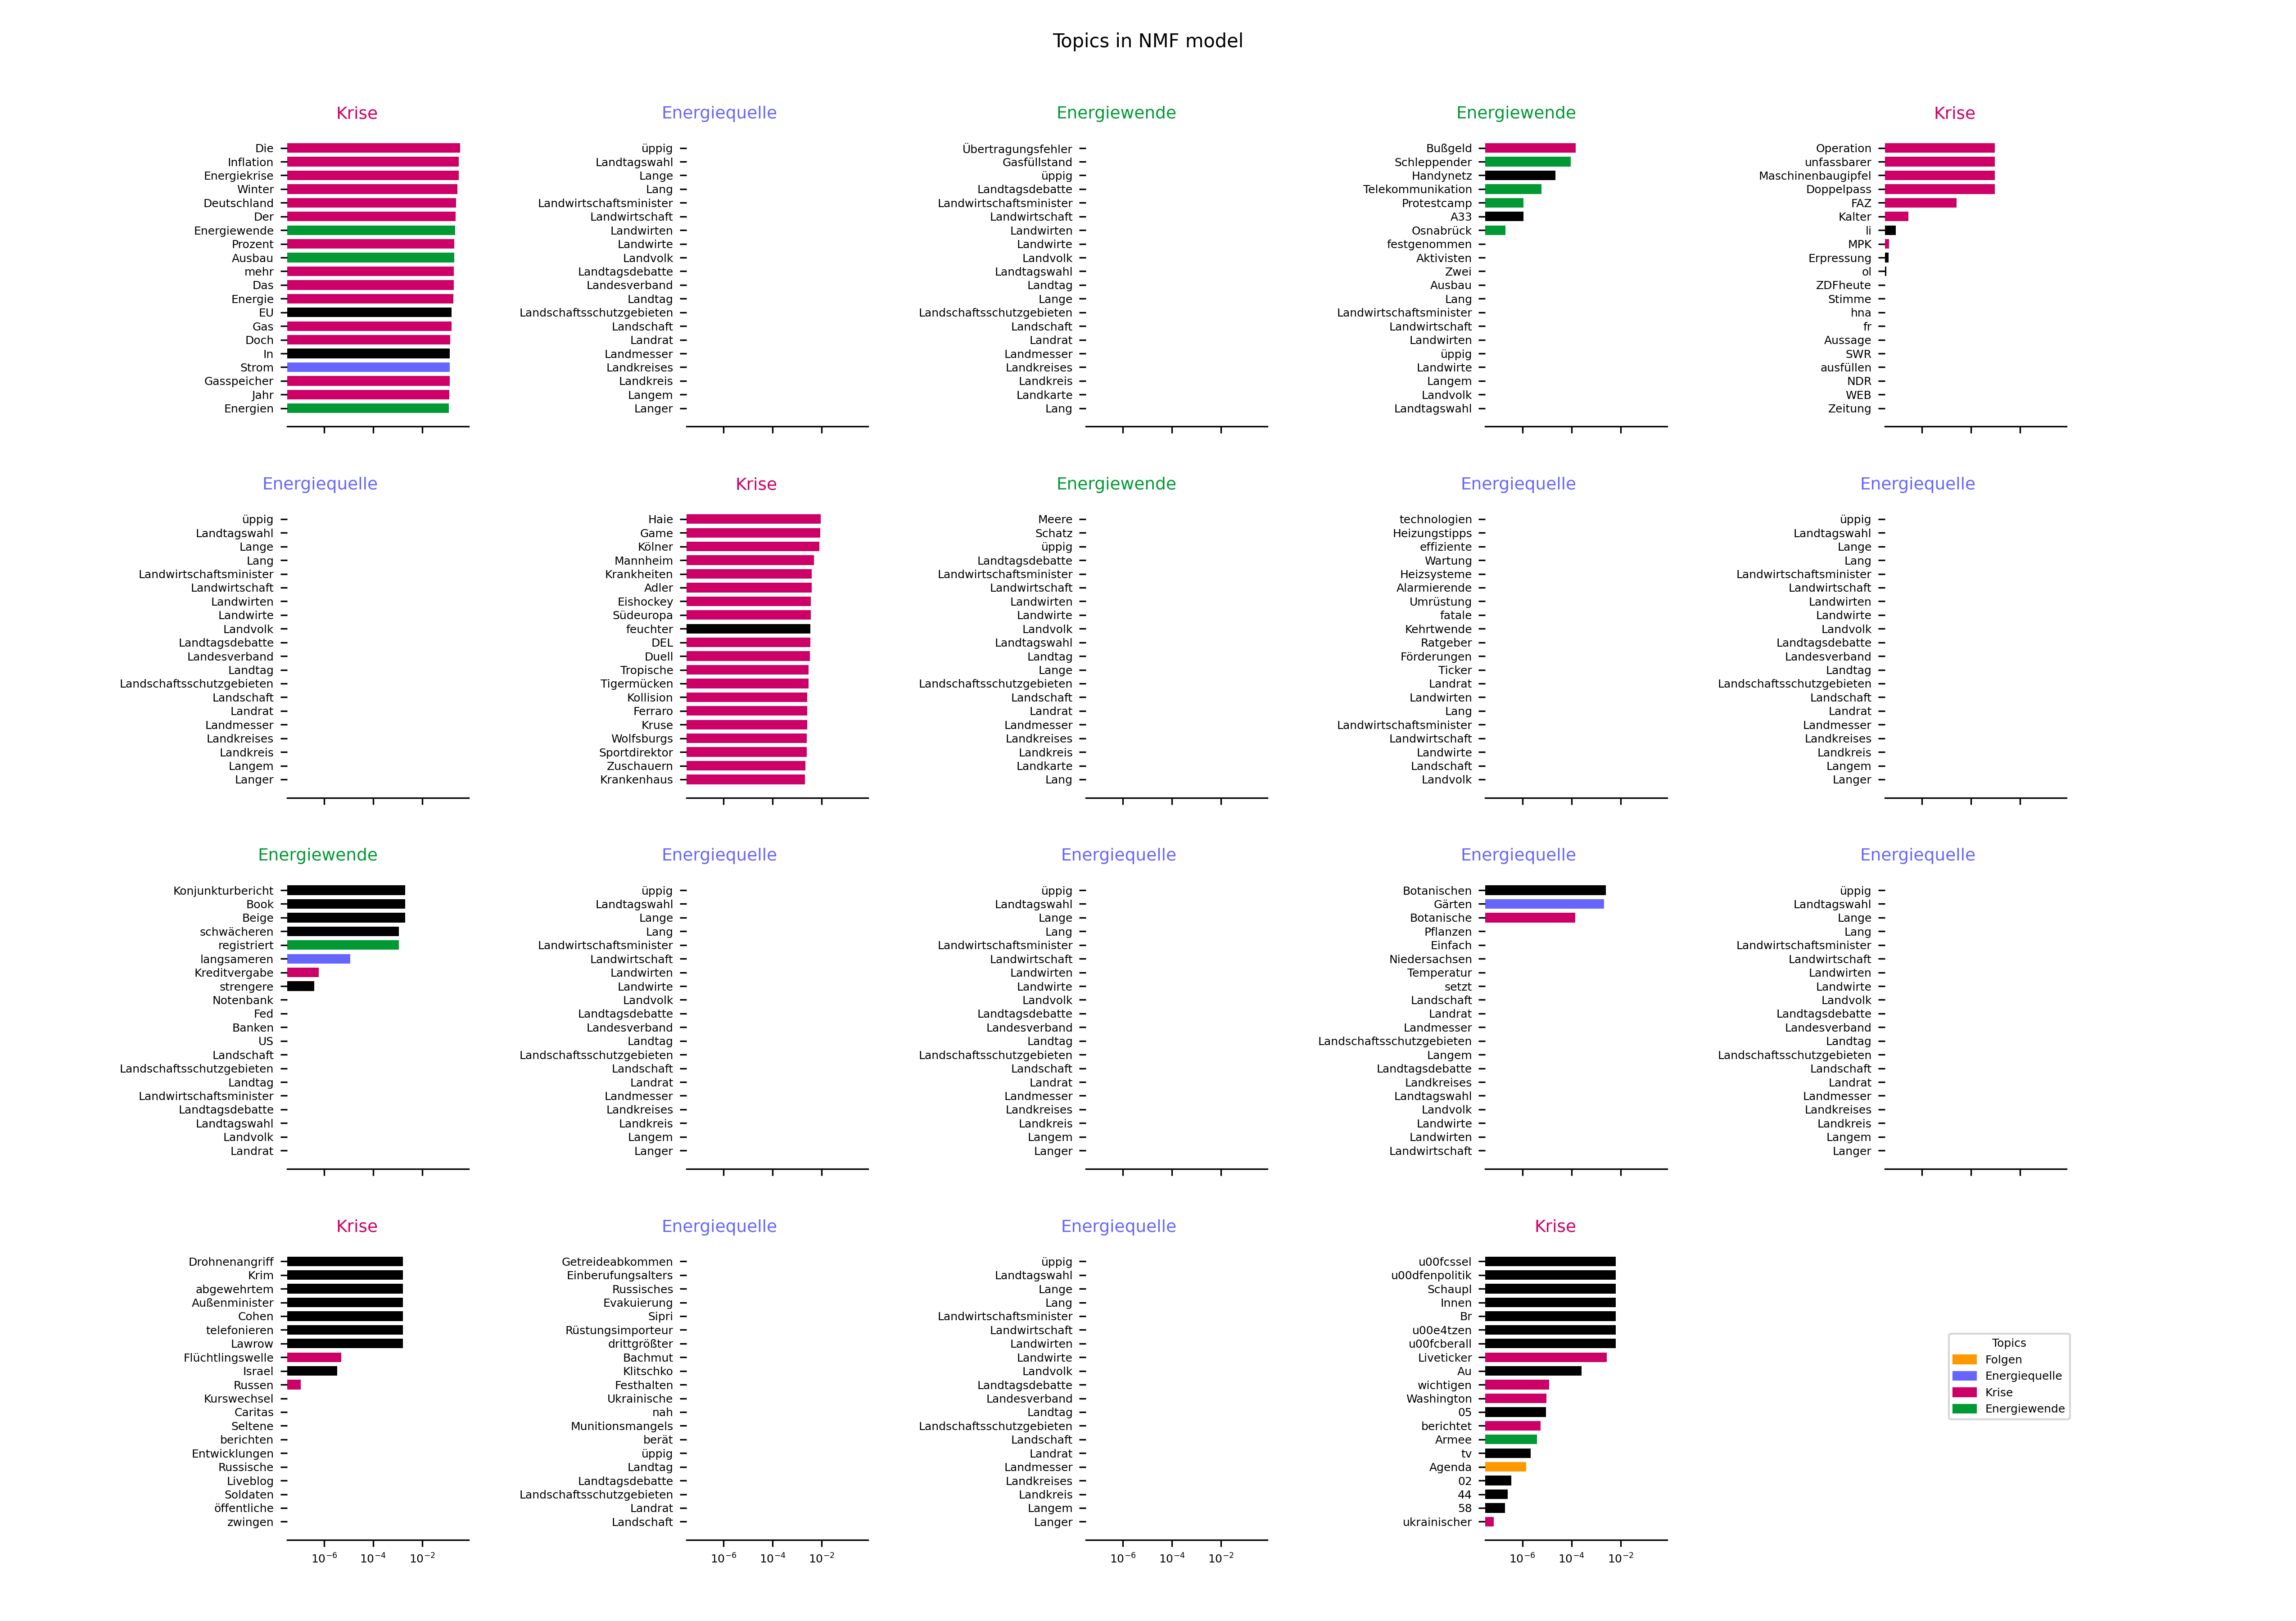 Topics in NMF model
Krise
Die
Inflation
Energiekrise
Winter
Deutschland
Der
Energiewende
Prozent
Ausbau
mehr
Das
Energie
EU
Gas
Doch
In
Strom
Gasspeicher
Jahr
Energien
Energiequelle
üppig
Landtagswahl
Lange
Lang
Landwirtschaftsminister
Landwirtschaft
Landwirten
Landwirte
Landvolk
Landtagsdebatte
Landesverband
Landtag
Landschaftsschutzgebieten
Landschaft
Landrat
Landmesser
Landkreises
Landkreis
Langem
Langer
Energiewende
Übertragungsfehler
Gasfüllstand
üppig
Landtagsdebatte
Landwirtschaftsminister
Landwirtschaft
Landwirten
Landwirte
Landvolk
Landtagswahl
Landtag
Lange
Landschaftsschutzgebieten
Landschaft
Landrat
Landmesser
Landkreises
Landkreis
Landkarte
Lang
Energiewende
Bußgeld
Schleppender
Handynetz
Telekommunikation
Protestcamp
A33
Osnabrück
festgenommen
Aktivisten
Zwei
Ausbau
Lang
Landwirtschaftsminister
Landwirtschaft
Landwirten
üppig
Landwirte
Langem
Landvolk
Landtagswahl
Krise
Operation
unfassbarer
Maschinenbaugipfel
Doppelpass
FAZ
Kalter
li
MPK
Erpressung
ol
ZDFheute
Stimme
hna
fr
Aussage
SWR
ausfüllen
NDR
WEB
Zeitung
Energiequelle
üppig
Landtagswahl
Lange
Lang
Landwirtschaftsminister
Landwirtschaft
Landwirten
Landwirte
Landvolk
Landtagsdebatte
Landesverband
Landtag
Landschaftsschutzgebieten
Landschaft
Landrat
Landmesser
Landkreises
Landkreis
Langem
Langer
Krise
Haie
Game
Kölner
Mannheim
Krankheiten
Adler
Eishockey
Südeuropa
feuchter
DEL
Duell
Tropische
Tigermücken
Kollision
Ferraro
Kruse
Wolfsburgs
Sportdirektor
Zuschauern
Krankenhaus
Energiewende
Meere
Schatz
üppig
Landtagsdebatte
Landwirtschaftsminister
Landwirtschaft
Landwirten
Landwirte
Landvolk
Landtagswahl
Landtag
Lange
Landschaftsschutzgebieten
Landschaft
Landrat
Landmesser
Landkreises
Landkreis
Landkarte
Lang
Energiequelle
technologien
Heizungstipps
effiziente
Wartung
Heizsysteme
Alarmierende
Umrüstung
fatale
Kehrtwende
Ratgeber
Förderungen
Ticker
Landrat
Landwirten
Lang
Landwirtschaftsminister
Landwirtschaft
Landwirte
Landschaft
Landvolk
Energiequelle
üppig
Landtagswahl
Lange
Lang
Landwirtschaftsminister
Landwirtschaft
Landwirten
Landwirte
Landvolk
Landtagsdebatte
Landesverband
Landtag
Landschaftsschutzgebieten
Landschaft
Landrat
Landmesser
Landkreises
Landkreis
Langem
Langer
Energiewende
Konjunkturbericht
Book
Beige
schwächeren
registriert
langsameren
Kreditvergabe
strengere
Notenbank
Fed
Banken
US
Landschaft
Landschaftsschutzgebieten
Landtag
Landwirtschaftsminister
Landtagsdebatte
Landtagswahl
Landvolk
Landrat
Energiequelle
üppig
Landtagswahl
Lange
Lang
Landwirtschaftsminister
Landwirtschaft
Landwirten
Landwirte
Landvolk
Landtagsdebatte
Landesverband
Landtag
Landschaftsschutzgebieten
Landschaft
Landrat
Landmesser
Landkreises
Landkreis
Langem
Langer
Energiequelle
üppig
Landtagswahl
Lange
Lang
Landwirtschaftsminister
Landwirtschaft
Landwirten
Landwirte
Landvolk
Landtagsdebatte
Landesverband
Landtag
Landschaftsschutzgebieten
Landschaft
Landrat
Landmesser
Landkreises
Landkreis
Langem
Langer
Energiequelle
Botanischen
Gärten
Botanische
Pflanzen
Einfach
Niedersachsen
Temperatur
setzt
Landschaft
Landrat
Landmesser
Landschaftsschutzgebieten
Langem
Landtagsdebatte
Landkreises
Landtagswahl
Landvolk
Landwirte
Landwirten
Landwirtschaft
Energiequelle
üppig
Landtagswahl
Lange
Lang
Landwirtschaftsminister
Landwirtschaft
Landwirten
Landwirte
Landvolk
Landtagsdebatte
Landesverband
Landtag
Landschaftsschutzgebieten
Landschaft
Landrat
Landmesser
Landkreises
Landkreis
Langem
Langer
Krise
Drohnenangriff
Krim
abgewehrtem
Außenminister
Cohen
telefonieren
Lawrow
Flüchtlingswelle
Israel
Russen
Kurswechsel
Caritas
Seltene
berichten
Entwicklungen
Russische
Liveblog
Soldaten
öffentliche
zwingen
10⁻⁶ 10⁻⁴ 10⁻²
Energiequelle
Getreideabkommen
Einberufungsalters
Russisches
Evakuierung
Sipri
Rüstungsimporteur
drittgrößter
Bachmut
Klitschko
Festhalten
Ukrainische
nah
Munitionsmangels
berät
üppig
Landtag
Landtagsdebatte
Landschaftsschutzgebieten
Landrat
Landschaft
10⁻⁶ 10⁻⁴ 10⁻²
Energiequelle
üppig
Landtagswahl
Lange
Lang
Landwirtschaftsminister
Landwirtschaft
Landwirten
Landwirte
Landvolk
Landtagsdebatte
Landesverband
Landtag
Landschaftsschutzgebieten
Landschaft
Landrat
Landmesser
Landkreises
Landkreis
Langem
Langer
10⁻⁶ 10⁻⁴ 10⁻²
Krise
u00fcssel
u00dfenpolitik
Schaupl
Innen
Br
u00e4tzen
u00fcberall
Liveticker
Au
wichtigen
Washington
05
berichtet
Armee
tv
Agenda
02
44
58
ukrainischer
10⁻⁶ 10⁻⁴ 10⁻²
Topics
Folgen
Energiequelle
Krise
Energiewende